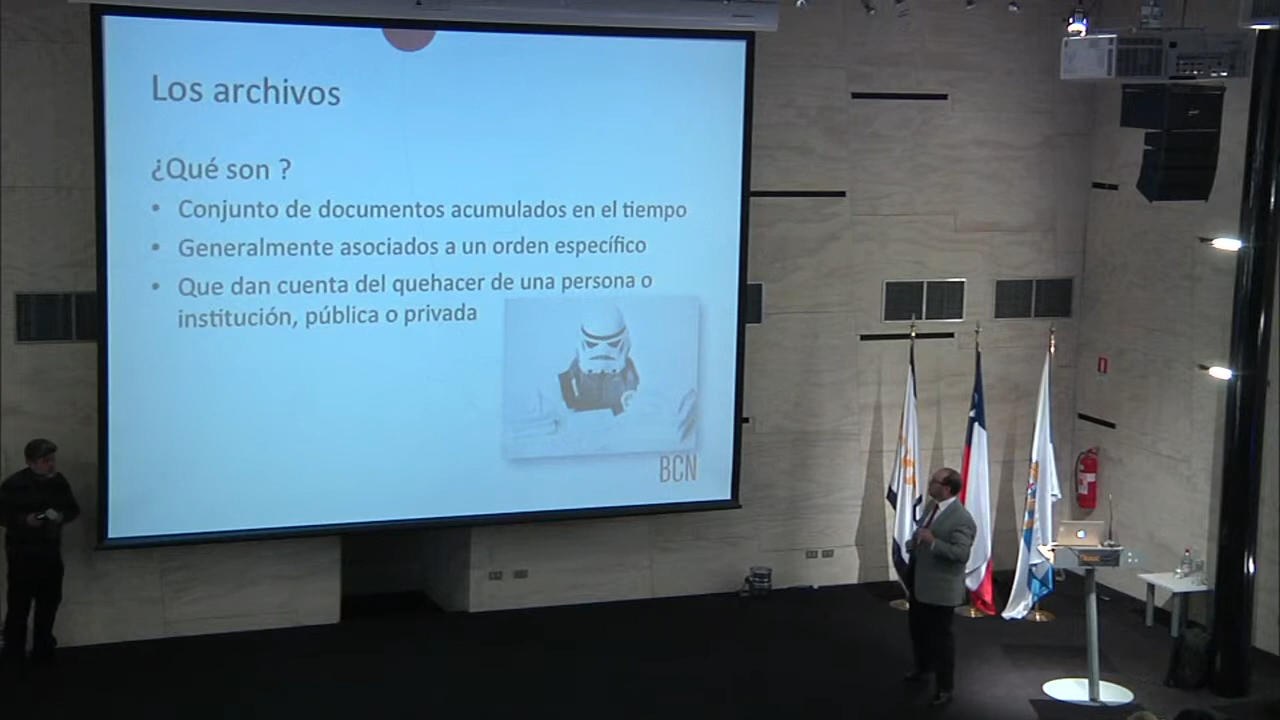 Los archivos
¿Qué son ?
• Conjunto de documentos acumulados en el tiempo
• Generalmente asociados a un orden específico
• Que dan cuenta del quehacer de una persona o
institución, pública o privada
BCN